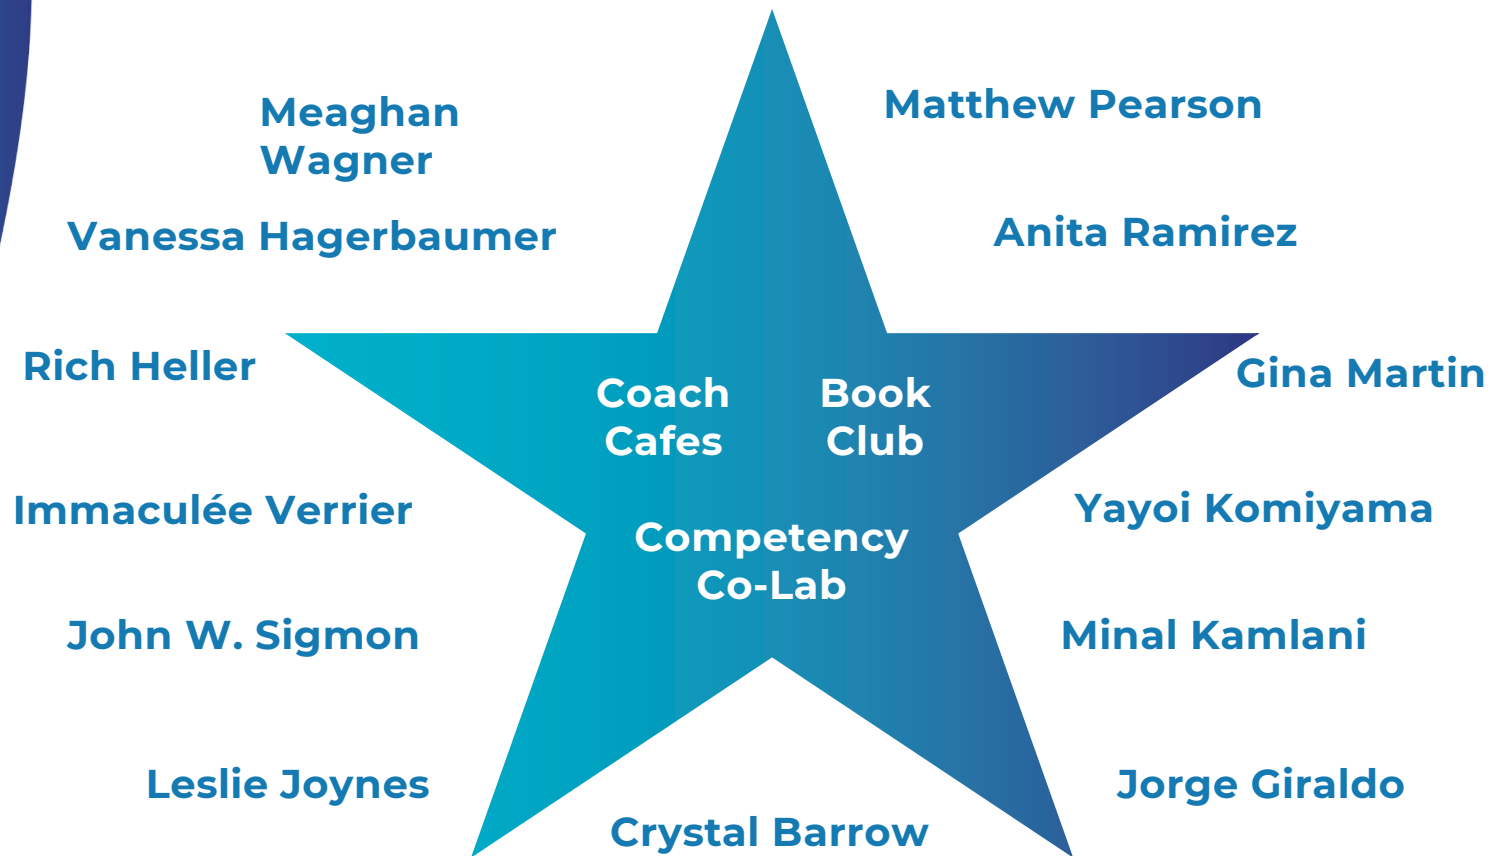 Meaghan
Wagner
Matthew Pearson
Vanessa Hagerbaumer
Anita Ramirez
Rich Heller
Gina Martin
Coach
Cafes
Book
Club
Immaculée Verrier
Yayoi Komiyama
Competency
Co-Lab
John W. Sigmon
Minal Kamlani
Leslie Joynes
Jorge Giraldo
Crystal Barrow